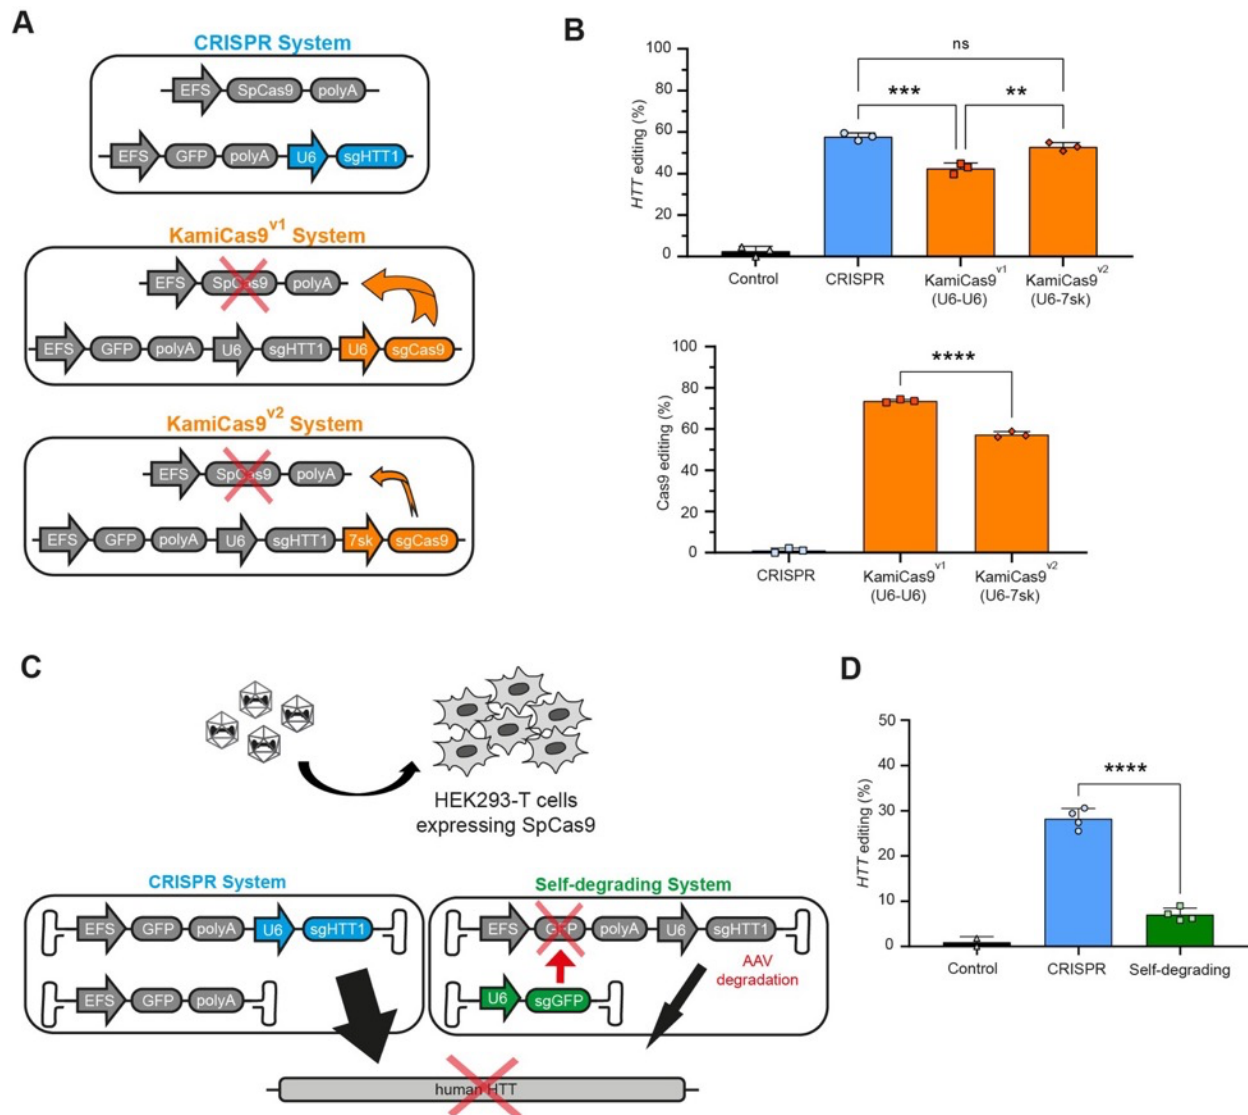 A
CRISPR System
EFS SpCas9 polyA
EFS GFP polyA U6 sgHTT1
KamiCas9v1 System
EFS SpCas9 polyA
EFS GFP polyA U6 sgHTT1 U6 sgCas9
KamiCas9v2 System
EFS SpCas9 polyA
EFS GFP polyA U6 sgHTT1 7sk sgCas9
B
HTT editing (%)
100
80
60
40
20
0
ns
*** **
Control CRISPR KamiCas9v1 KamiCas9v2
(U6-U6) (U6-7sk)
Cas9 editing (%)
100
80
60
40
20
0
****
CRISPR KamiCas9v1 KamiCas9v2
(U6-U6) (U6-7sk)
C
HEK293-T cells
expressing SpCas9
CRISPR System
EFS GFP polyA U6 sgHTT1
EFS GFP polyA
Self-degrading System
EFS GFP polyA U6 sgHTT1
AAV
degradation
U6 sgGFP
human HTT
D
HTT editing (%)
50
40
30
20
10
0
****
Control CRISPR Self-degrading